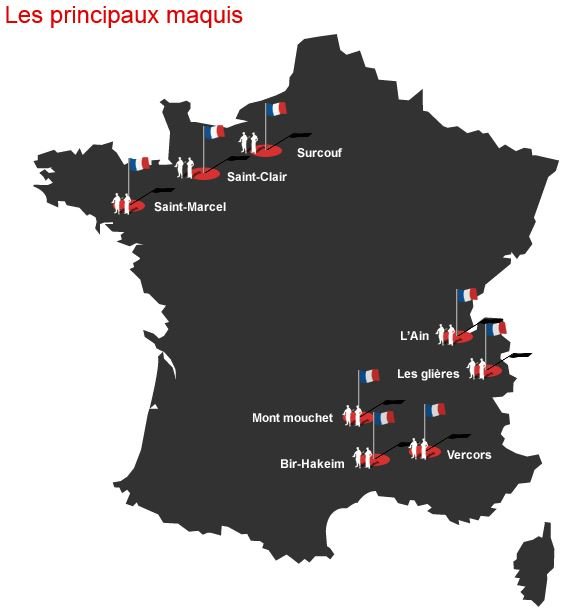 Les principaux maquis
Surcouf
Saint-Clair
Saint-Marcel
L'Ain
Les glières
Mont mouchet
Vercors
Bir-Hakeim